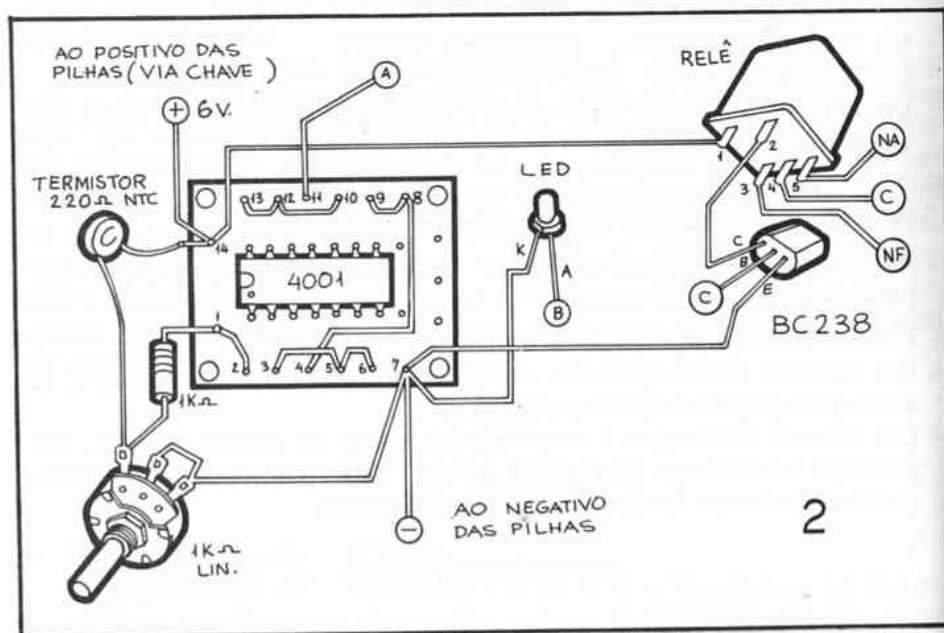 AO POSITIVO DAS
PILHAS (VIA CHAVE)
+ 6V.
A
RELÊ
1
2
3
4
5
NA
C
NF
TERMISTOR
220Ω NTC
LED
K
A
B
13 12 11 10 9 8
14
4001
1
2 3 4 5 6 7
C
B
E
C
BC238
1KΩ
1KΩ
LIN.
AO NEGATIVO
DAS PILHAS
−
2